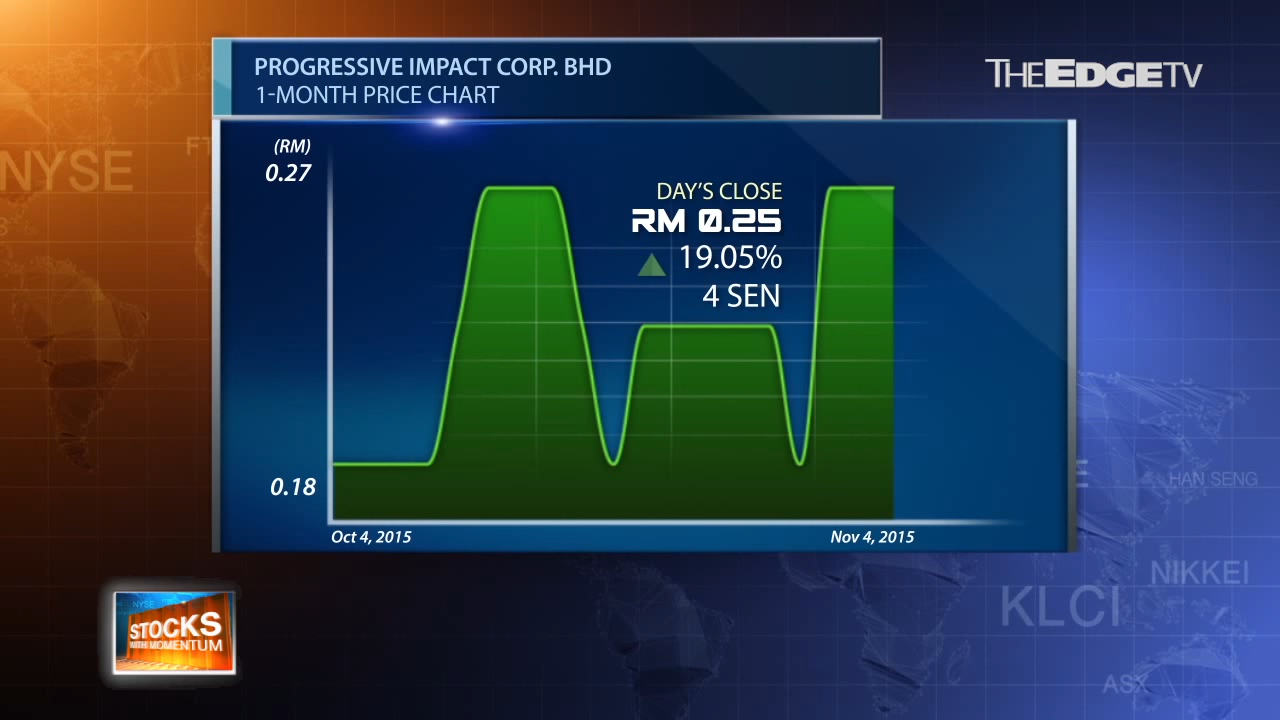 PROGRESSIVE IMPACT CORP. BHD
1-MONTH PRICE CHART
THEEDGETV
(RM)
0.27
DAY'S CLOSE
RM 0.25
19.05%
4 SEN
0.18
Oct 4, 2015
Nov 4, 2015
NYSE
HAN SENG
NIKKEI
KLCI
ASX
NYSE
STOCKS
WITH MOMENTUM